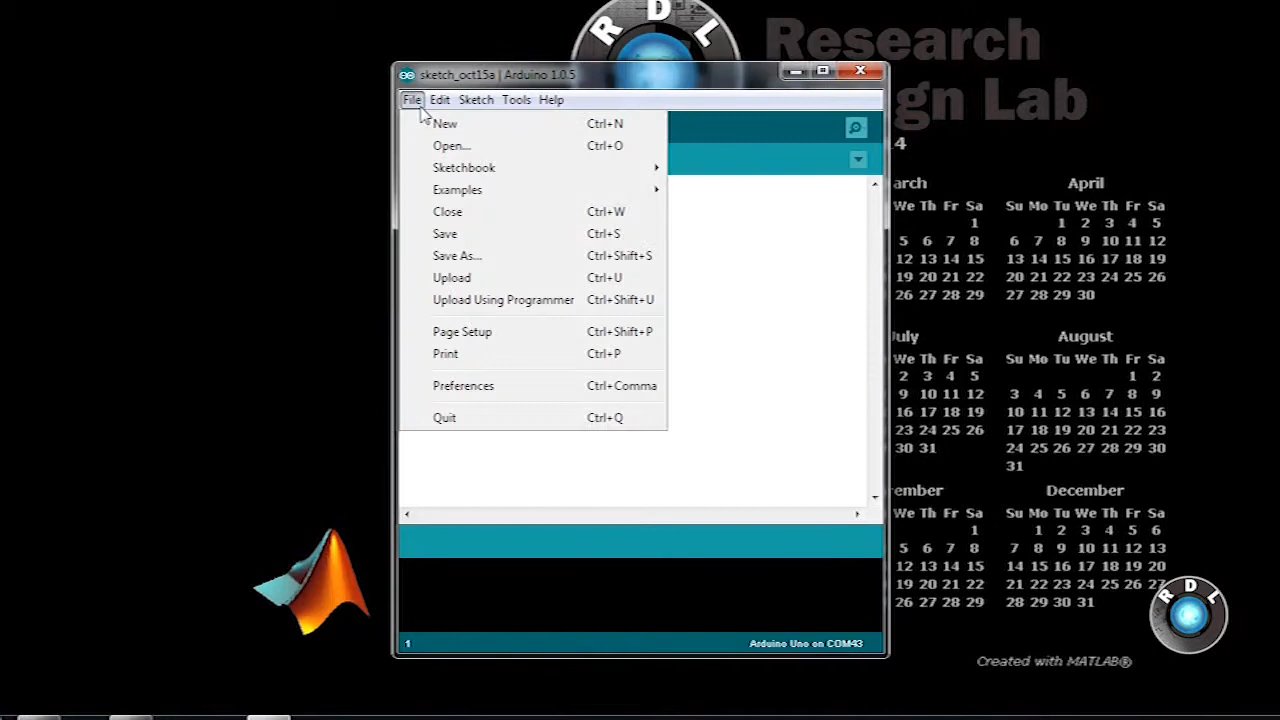 R D L
Research
gn Lab
sketch_oct15a | Arduino 1.0.5
File Edit Sketch Tools Help
New Ctrl+N
Open... Ctrl+O
Sketchbook
Examples
Close Ctrl+W
Save Ctrl+S
Save As... Ctrl+Shift+S
Upload Ctrl+U
Upload Using Programmer Ctrl+Shift+U
Page Setup Ctrl+Shift+P
Print Ctrl+P
Preferences Ctrl+Comma
Quit Ctrl+Q
1 Arduino Uno on COM43
4
arch
We Th Fr Sa
1
5 6 7 8
12 13 14 15
19 20 21 22
26 27 28 29
April
Su Mo Tu We Th Fr Sa
1 2 3 4 5
6 7 8 9 10 11 12
13 14 15 16 17 18 19
20 21 22 23 24 25 26
27 28 29 30
uly
We Th Fr Sa
2 3 4 5
9 10 11 12
16 17 18 19
23 24 25 26
30 31
August
Su Mo Tu We Th Fr Sa
1 2
3 4 5 6 7 8 9
10 11 12 13 14 15 16
17 18 19 20 21 22 23
24 25 26 27 28 29 30
31
ember
We Th Fr Sa
1
5 6 7 8
12 13 14 15
19 20 21 22
26 27 28 29
December
Su Mo Tu We Th Fr Sa
1 2 3 4 5 6
7 8 9 10 11 12 13
14 15 16 17 18 19 20
21 22 23 24 25 26 27
28 29 30 31
R D L
Created with MATLAB®